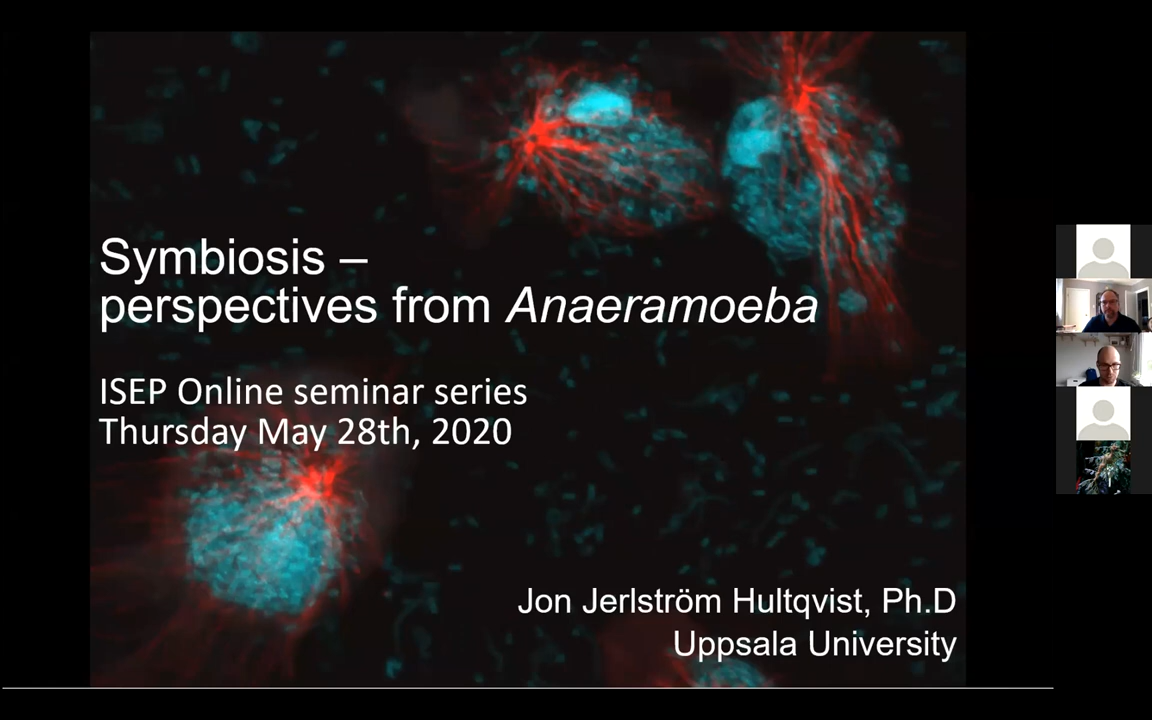 Symbiosis –
perspectives from Anaeramoeba
ISEP Online seminar series
Thursday May 28th, 2020
Jon Jerlström Hultqvist, Ph.D
Uppsala University